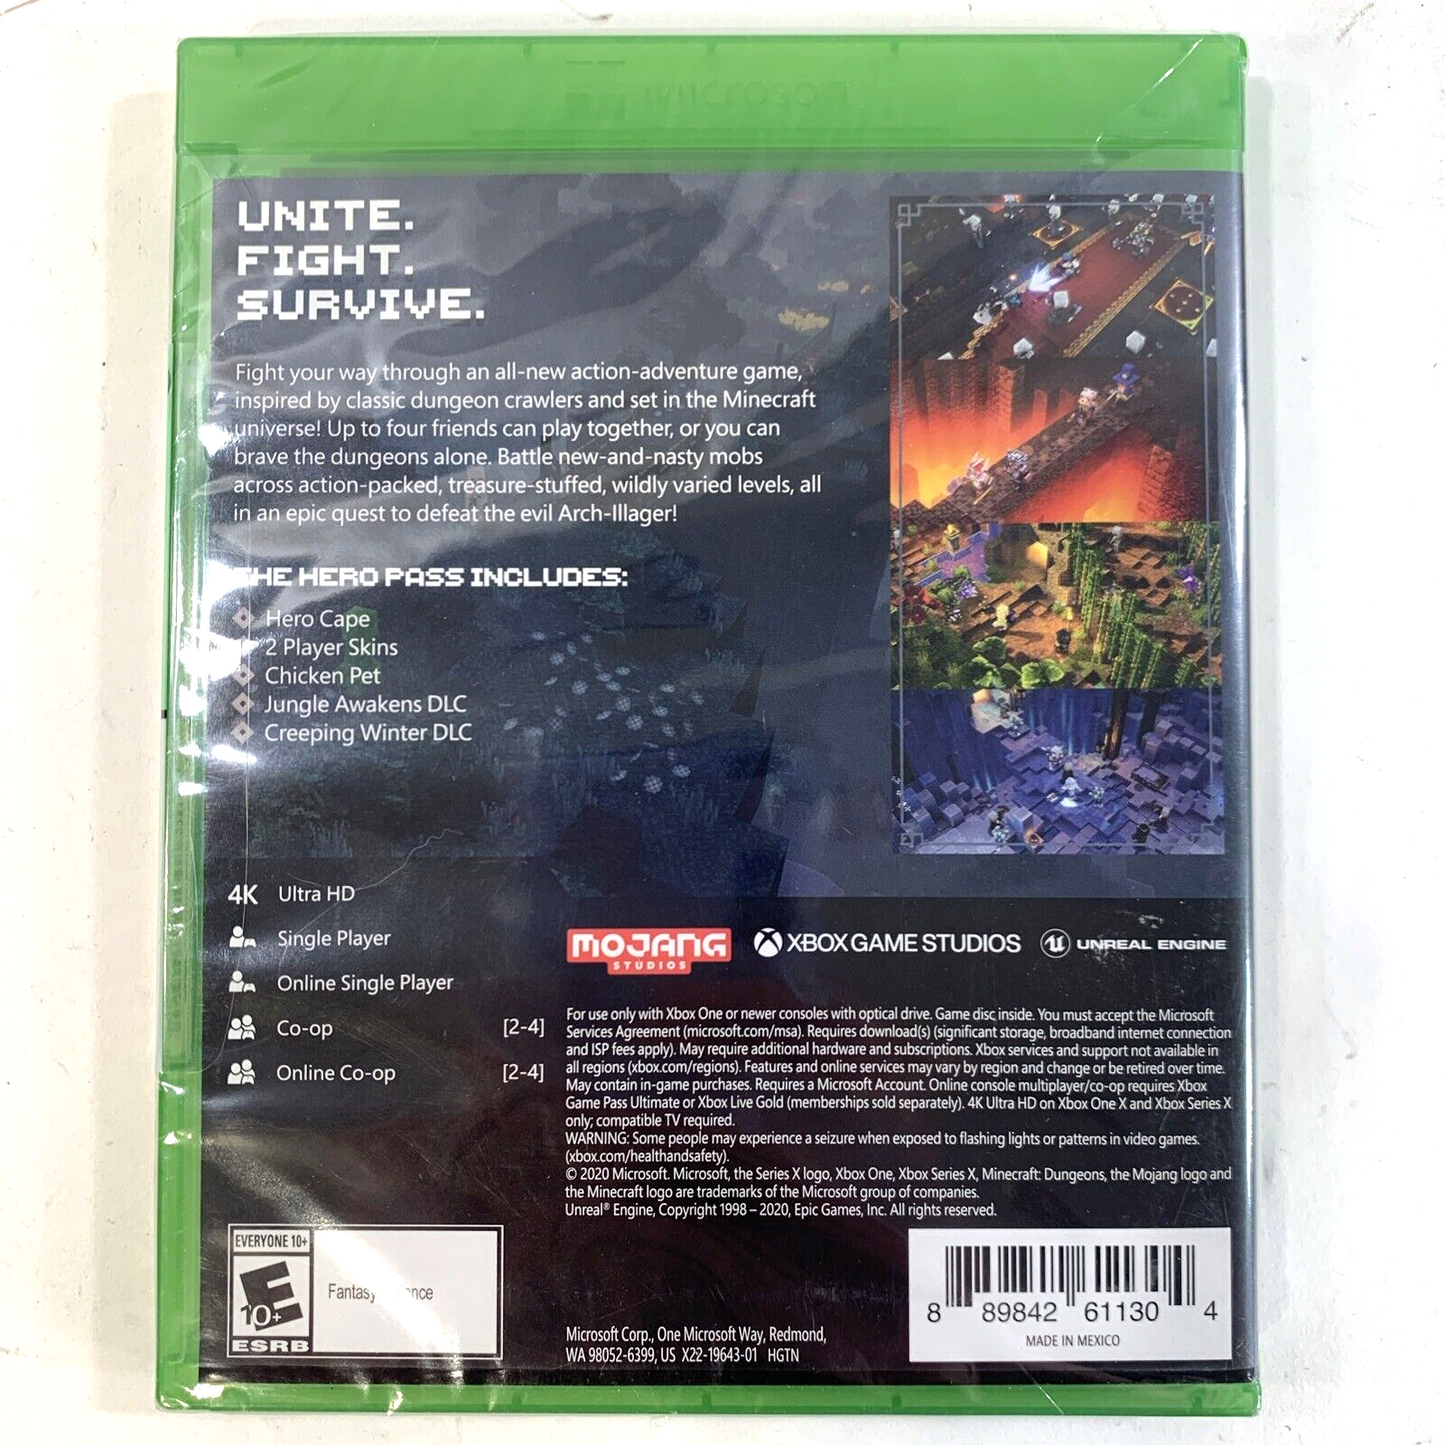 Microsoft
UNITE.
FIGHT.
SURVIVE.
Fight your way through an all-new action-adventure game,
inspired by classic dungeon crawlers and set in the Minecraft
universe! Up to four friends can play together, or you can
brave the dungeons alone. Battle new-and-nasty mobs
across action-packed, treasure-stuffed, wildly varied levels, all
in an epic quest to defeat the evil Arch-Illager!
THE HERO PASS INCLUDES:
Hero Cape
2 Player Skins
Chicken Pet
Jungle Awakens DLC
Creeping Winter DLC
4K Ultra HD
Single Player
Online Single Player
Co-op [2-4]
Online Co-op [2-4]
MOJANG
STUDIOS
XBOX GAME STUDIOS
UNREAL ENGINE
For use only with Xbox One or newer consoles with optical drive. Game disc inside. You must accept the Microsoft
Services Agreement (microsoft.com/msa). Requires download(s) (significant storage, broadband internet connection
and ISP fees apply). May require additional hardware and subscriptions. Xbox services and support not available in
all regions (xbox.com/regions). Features and online services may vary by region and change or be retired over time.
May contain in-game purchases. Requires a Microsoft Account. Online console multiplayer/co-op requires Xbox
Game Pass Ultimate or Xbox Live Gold (memberships sold separately). 4K Ultra HD on Xbox One X and Xbox Series X
only; compatible TV required.
WARNING: Some people may experience a seizure when exposed to flashing lights or patterns in video games.
(xbox.com/healthandsafety).
© 2020 Microsoft. Microsoft, the Series X logo, Xbox One, Xbox Series X, Minecraft: Dungeons, the Mojang logo and
the Minecraft logo are trademarks of the Microsoft group of companies.
Unreal® Engine, Copyright 1998 – 2020, Epic Games, Inc. All rights reserved.
EVERYONE 10+
E
10+
ESRB
Fantasy
Microsoft Corp., One Microsoft Way, Redmond,
WA 98052-6399, US X22-19643-01 HGTN
8 89842 61130 4
MADE IN MEXICO